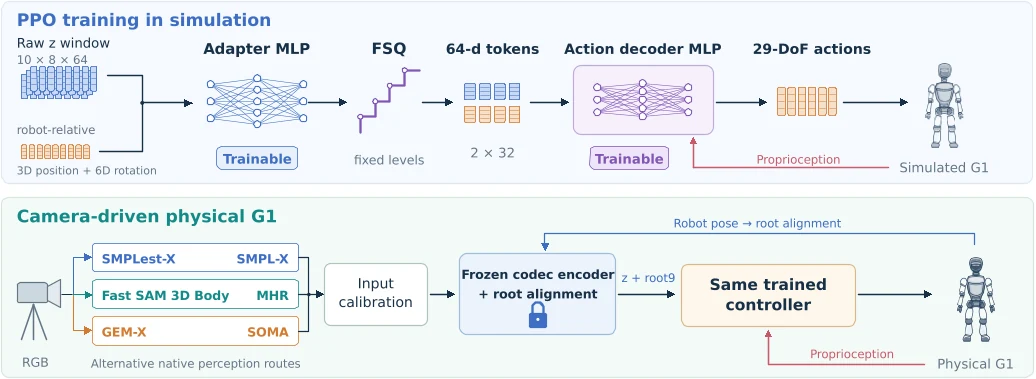 PPO training in simulation
Raw z window
10 × 8 × 64
robot-relative
3D position + 6D rotation
Adapter MLP
Trainable
FSQ
fixed levels
64-d tokens
2 × 32
Action decoder MLP
Trainable
29-DoF actions
Proprioception
Simulated G1
Camera-driven physical G1
RGB
SMPLest-X SMPL-X
Fast SAM 3D Body MHR
GEM-X SOMA
Alternative native perception routes
Input
calibration
Frozen codec encoder
+ root alignment
Robot pose → root alignment
z + root9
Same trained
controller
Proprioception
Physical G1